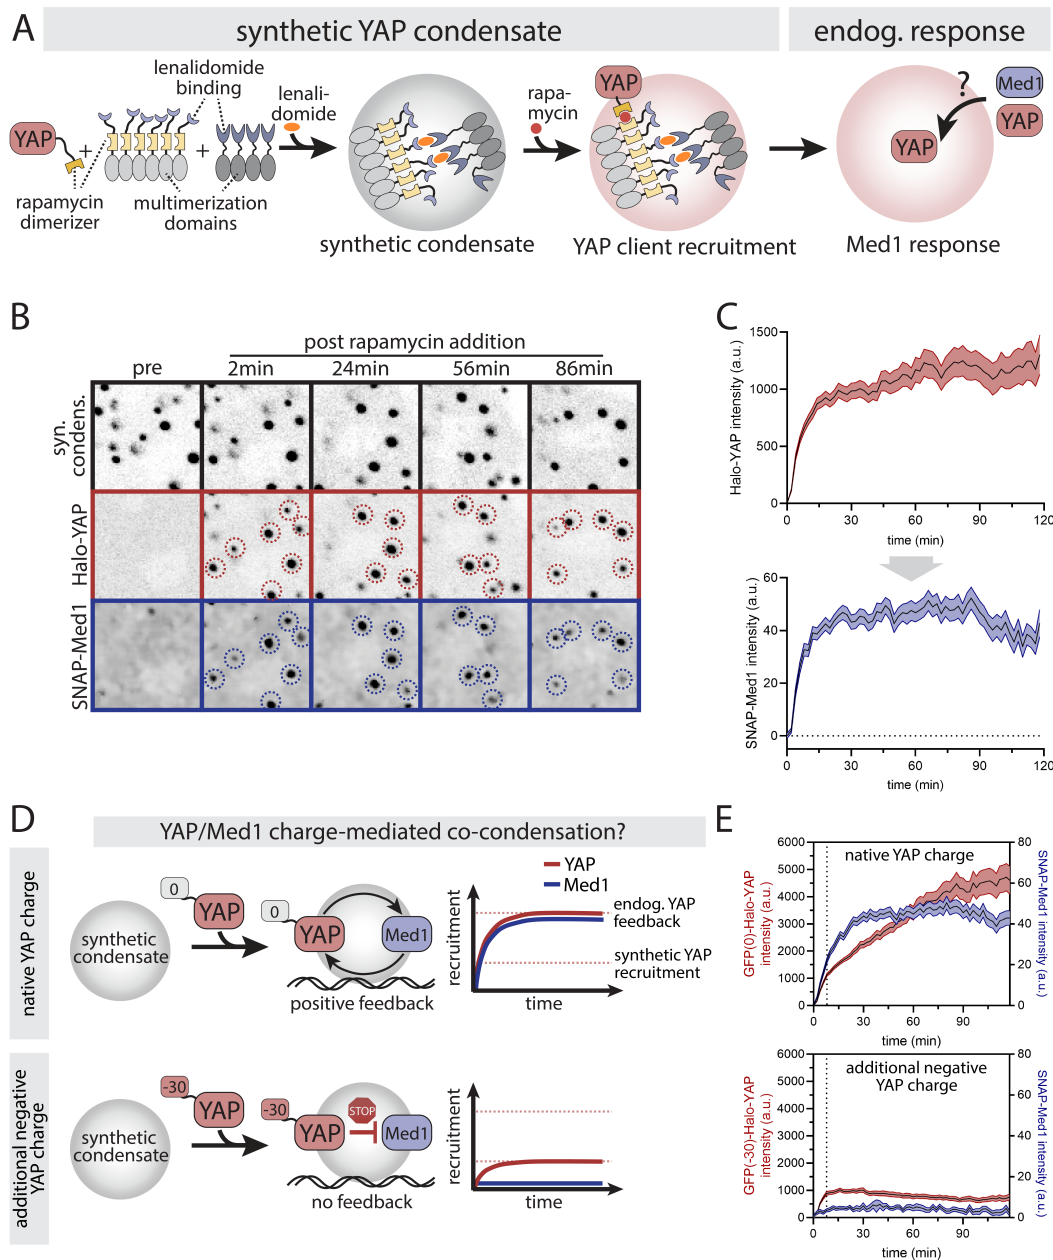 A
synthetic YAP condensate
endog. response
lenalidomide
binding
lenali-
domide
rapa-
mycin
YAP
YAP
?
Med1
YAP
YAP
+
+
rapamycin
dimerizer
multimerization
domains
synthetic condensate
YAP client recruitment
Med1 response
B
post rapamycin addition
pre
2min
24min
56min
86min
syn.
condens.
Halo-YAP
SNAP-Med1
C
Halo-YAP intensity (a.u.)
1500
1000
500
0
0
30
60
90
120
time (min)
SNAP-Med1 intensity (a.u.)
60
40
20
0
0
30
60
90
120
time (min)
D
YAP/Med1 charge-mediated co-condensation?
native YAP charge
synthetic
condensate
0
YAP
0
YAP
Med1
positive feedback
YAP
Med1
recruitment
time
endog. YAP
feedback
synthetic YAP
recruitment
additional negative
YAP charge
synthetic
condensate
-30
YAP
-30
YAP
STOP
Med1
no feedback
recruitment
time
E
native YAP charge
GFP(0)-Halo-YAP
intensity (a.u.)
6000
5000
4000
3000
2000
1000
0
80
60
40
20
0
SNAP-Med1 intensity (a.u.)
0
30
60
90
time (min)
additional negative
YAP charge
GFP(-30)-Halo-YAP
intensity (a.u.)
6000
5000
4000
3000
2000
1000
0
80
60
40
20
0
SNAP-Med1 intensity (a.u.)
0
30
60
90
time (min)